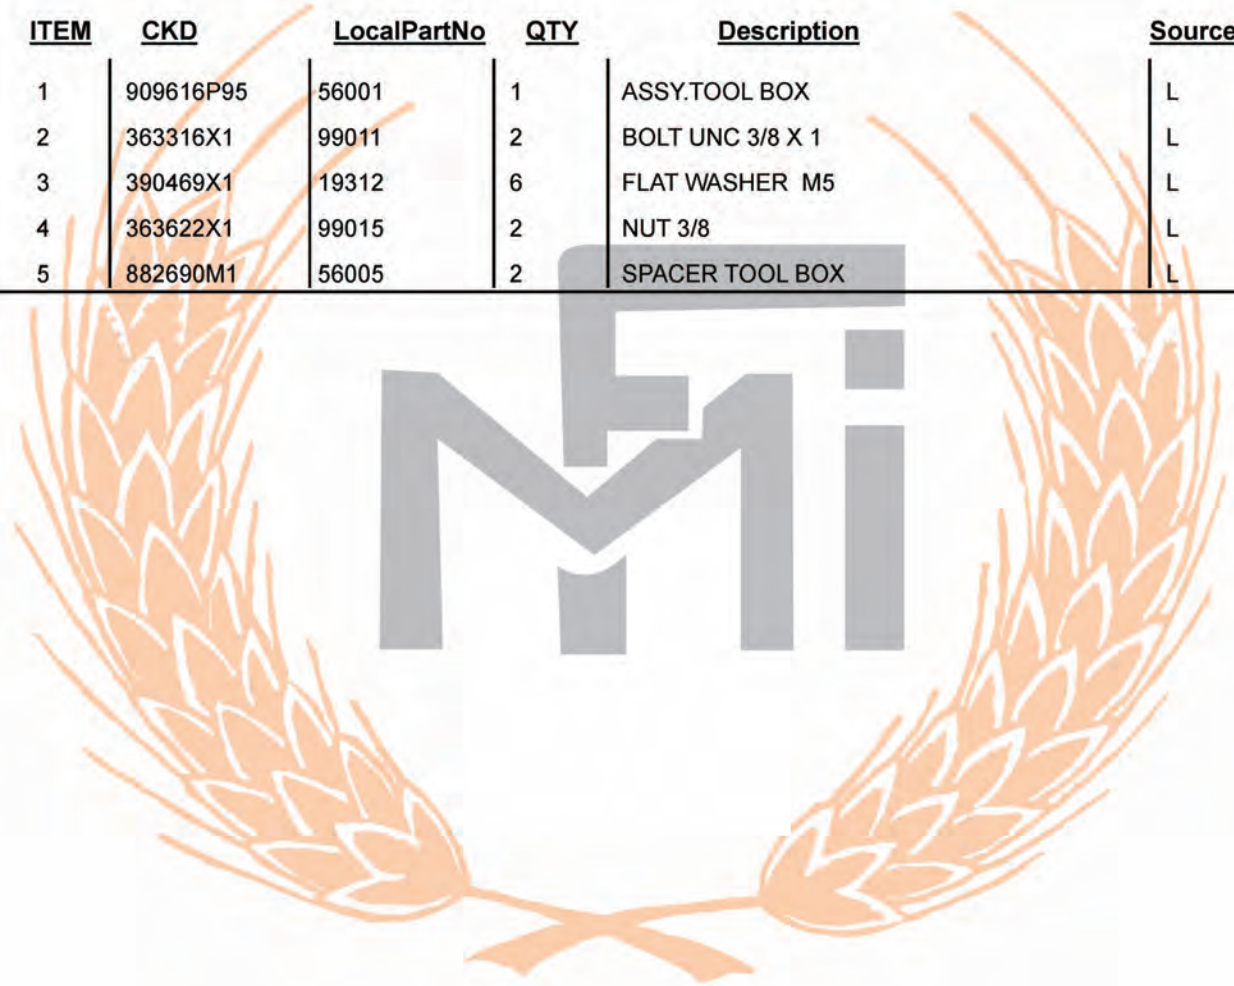 ITEM CKD LocalPartNo QTY Description Source
1 909616P95 56001 1 ASSY.TOOL BOX L
2 363316X1 99011 2 BOLT UNC 3/8 X 1 L
3 390469X1 19312 6 FLAT WASHER  M5 L
4 363622X1 99015 2 NUT 3/8 L
5 882690M1 56005 2 SPACER TOOL BOX L
MFi